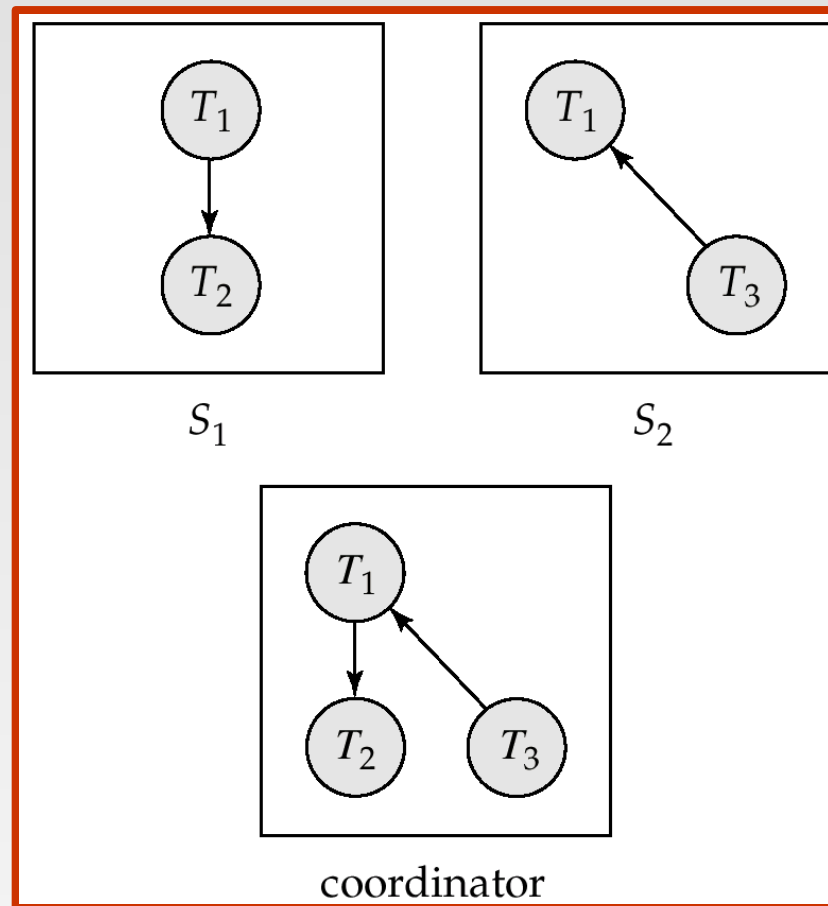 T₁
T₂
S₁
T₁
T₃
S₂
T₁
T₂ T₃
coordinator